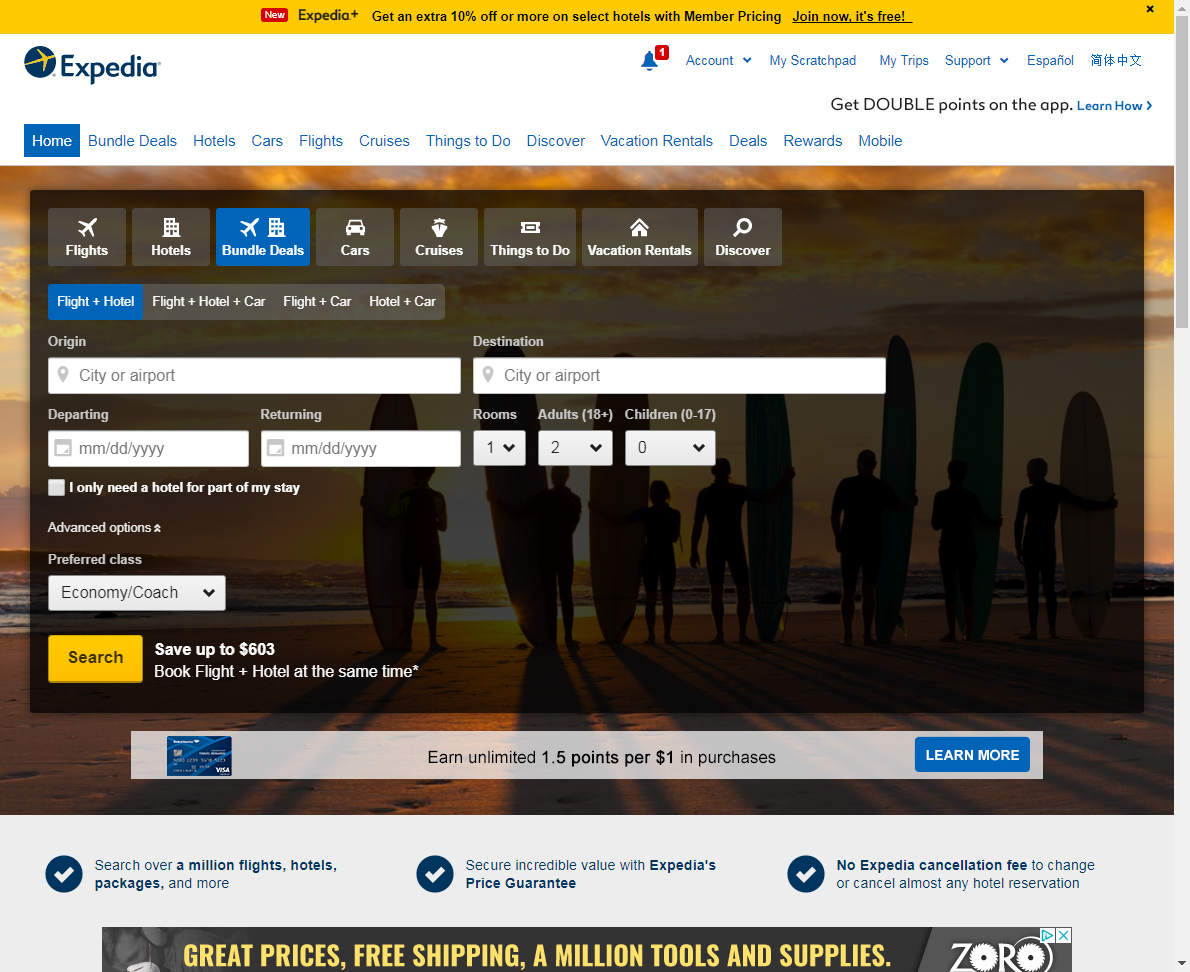 New Expedia+ Get an extra 10% off or more on select hotels with Member Pricing Join now, it's free!
Expedia
1 Account My Scratchpad My Trips Support Español 简体中文
Get DOUBLE points on the app. Learn How
Home Bundle Deals Hotels Cars Flights Cruises Things to Do Discover Vacation Rentals Deals Rewards Mobile
Flights Hotels Bundle Deals Cars Cruises Things to Do Vacation Rentals Discover
Flight + Hotel Flight + Hotel + Car Flight + Car Hotel + Car
Origin Destination
City or airport City or airport
Departing Returning Rooms Adults (18+) Children (0-17)
mm/dd/yyyy mm/dd/yyyy 1 2 0
I only need a hotel for part of my stay
Advanced options
Preferred class
Economy/Coach
Search
Save up to $603
Book Flight + Hotel at the same time*
VISA
Earn unlimited 1.5 points per $1 in purchases
LEARN MORE
Search over a million flights, hotels,
packages, and more
Secure incredible value with Expedia's
Price Guarantee
No Expedia cancellation fee to change
or cancel almost any hotel reservation
GREAT PRICES, FREE SHIPPING, A MILLION TOOLS AND SUPPLIES. ZORO